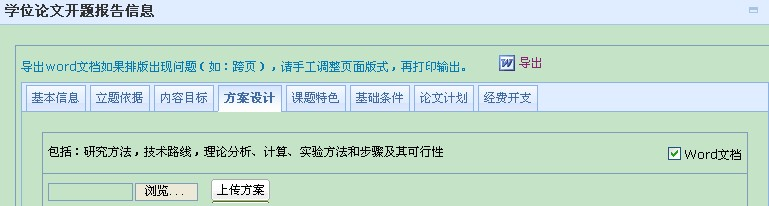 学位论文开题报告信息
导出word文档如果排版出现问题（如：跨页），请手工调整页面版式，再打印输出。 导出
基本信息 立题依据 内容目标 方案设计 课题特色 基础条件 论文计划 经费开支
包括：研究方法，技术路线，理论分析、计算、实验方法和步骤及其可行性 Word文档
浏览... 上传方案